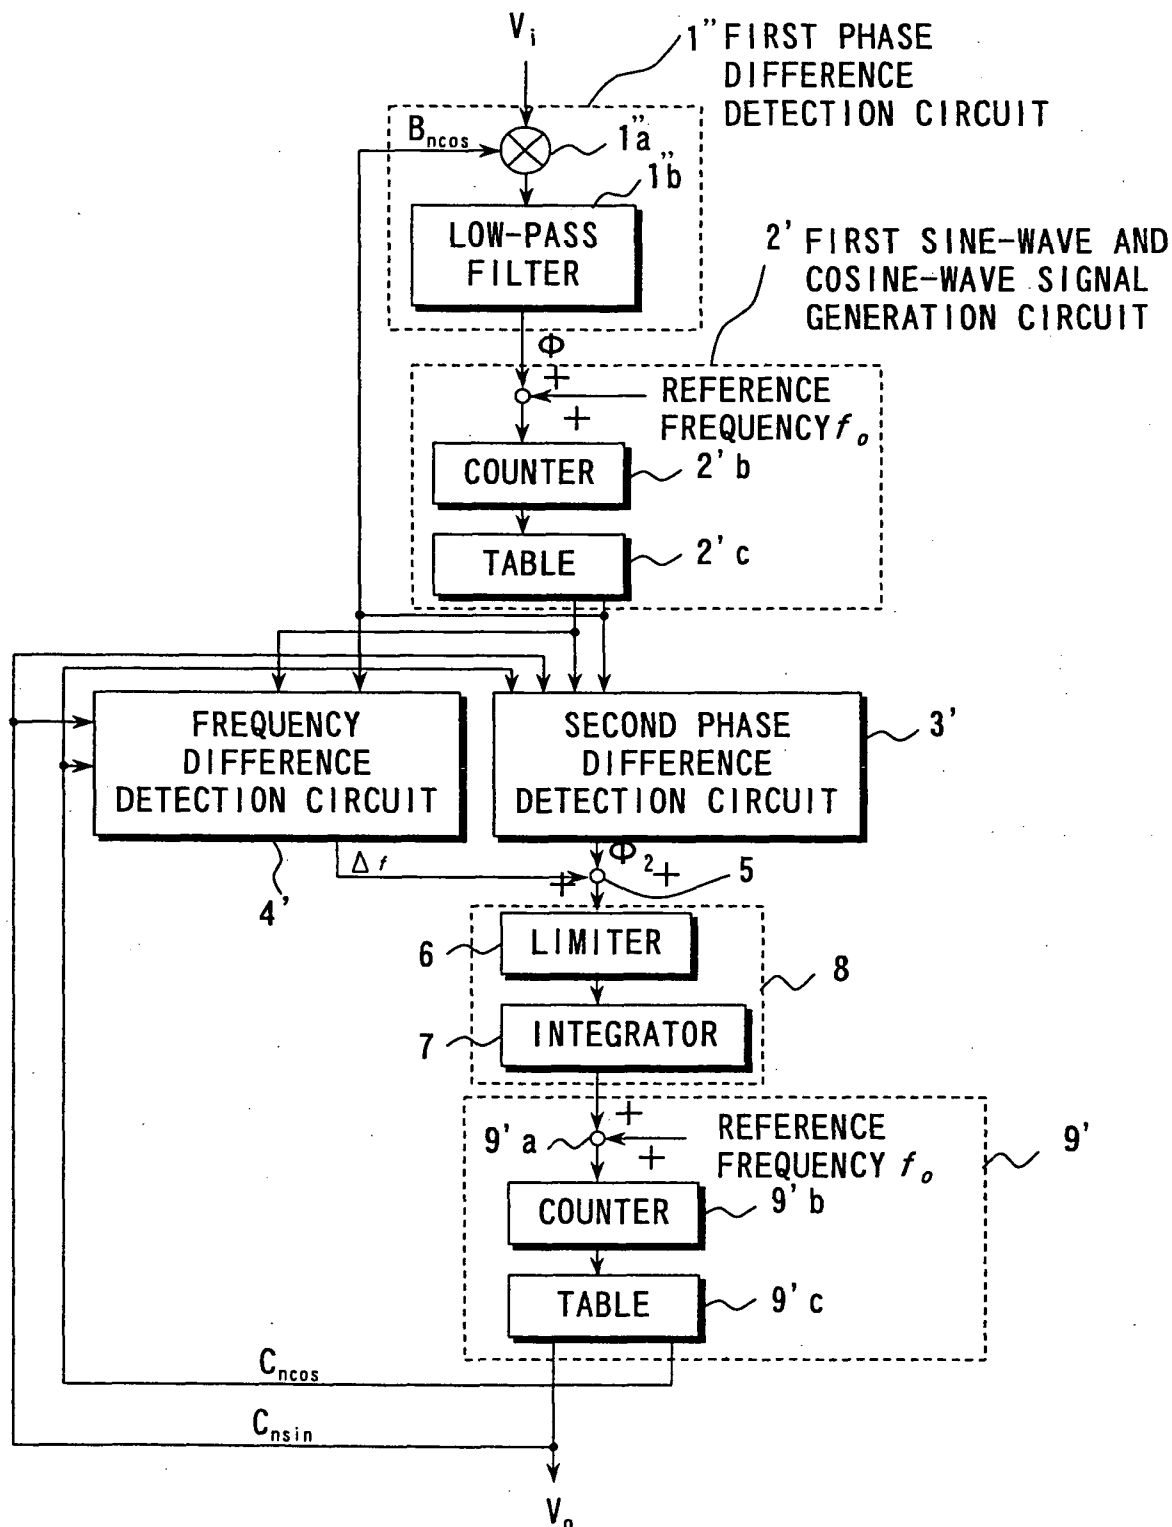 V_i
1" FIRST PHASE
DIFFERENCE
DETECTION CIRCUIT
B_ncos
1"a
1"b
LOW-PASS
FILTER
2' FIRST SINE-WAVE AND
COSINE-WAVE SIGNAL
GENERATION CIRCUIT
Φ
+
+
REFERENCE
FREQUENCY f_o
COUNTER
2'b
TABLE
2'c
FREQUENCY
DIFFERENCE
DETECTION CIRCUIT
SECOND PHASE
DIFFERENCE
DETECTION CIRCUIT
3'
4'
Δf
Φ_2
+
+
5
LIMITER
6
INTEGRATOR
7
8
+
+
9'a
REFERENCE
FREQUENCY f_o
9'
COUNTER
9'b
TABLE
9'c
C_ncos
C_nsin
V_o